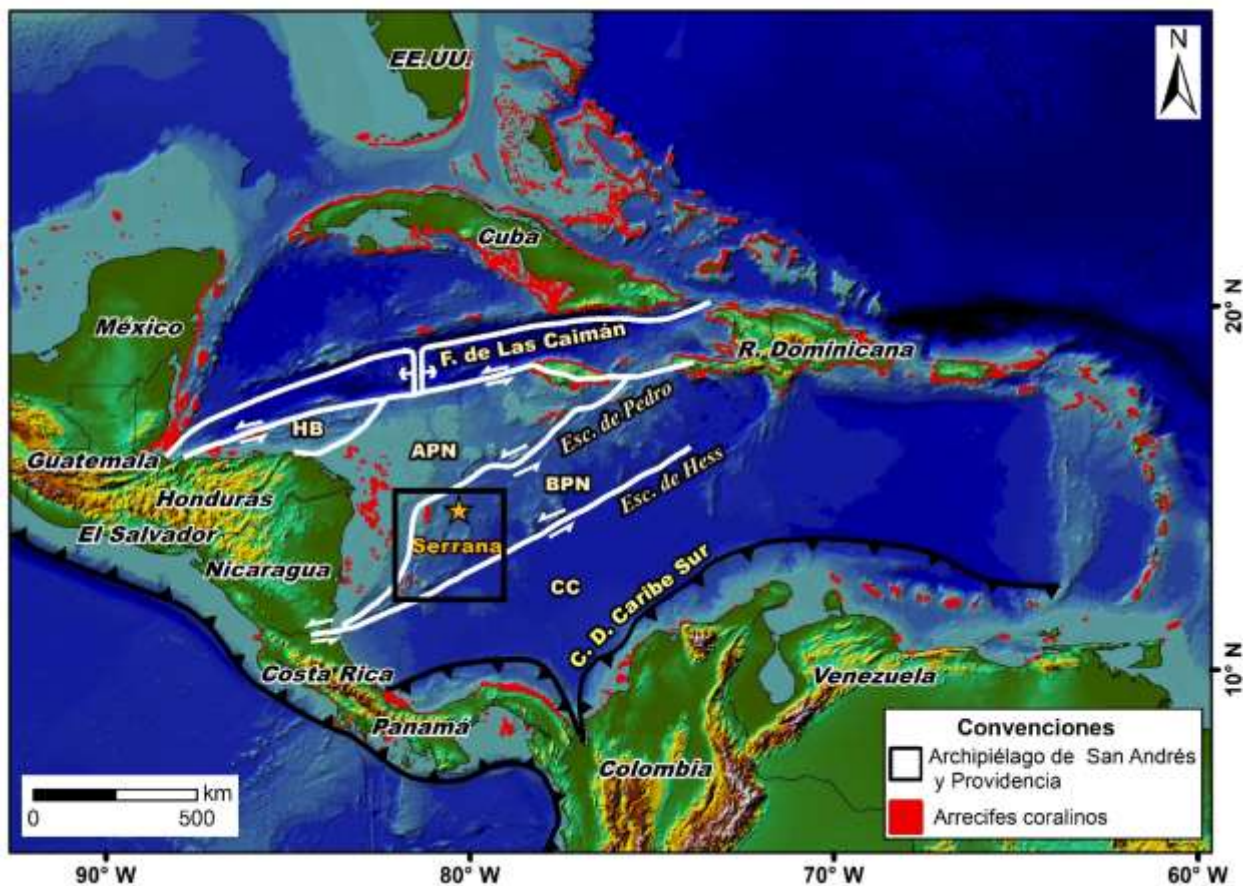 EE.UU.
N
Cuba
20° N
México
F. de Las Caimán
R. Dominicana
HB
Esc. de Pedro
APN
Guatemala
BPN
Esc. de Hess
Honduras
El Salvador
Serrana
Nicaragua
CC
C. D. Caribe Sur
10° N
Costa Rica
Venezuela
Panamá
Colombia
Convenciones
Archipiélago de San Andrés
y Providencia
Arrecifes coralinos
km
0 500
90° W 80° W 70° W 60° W